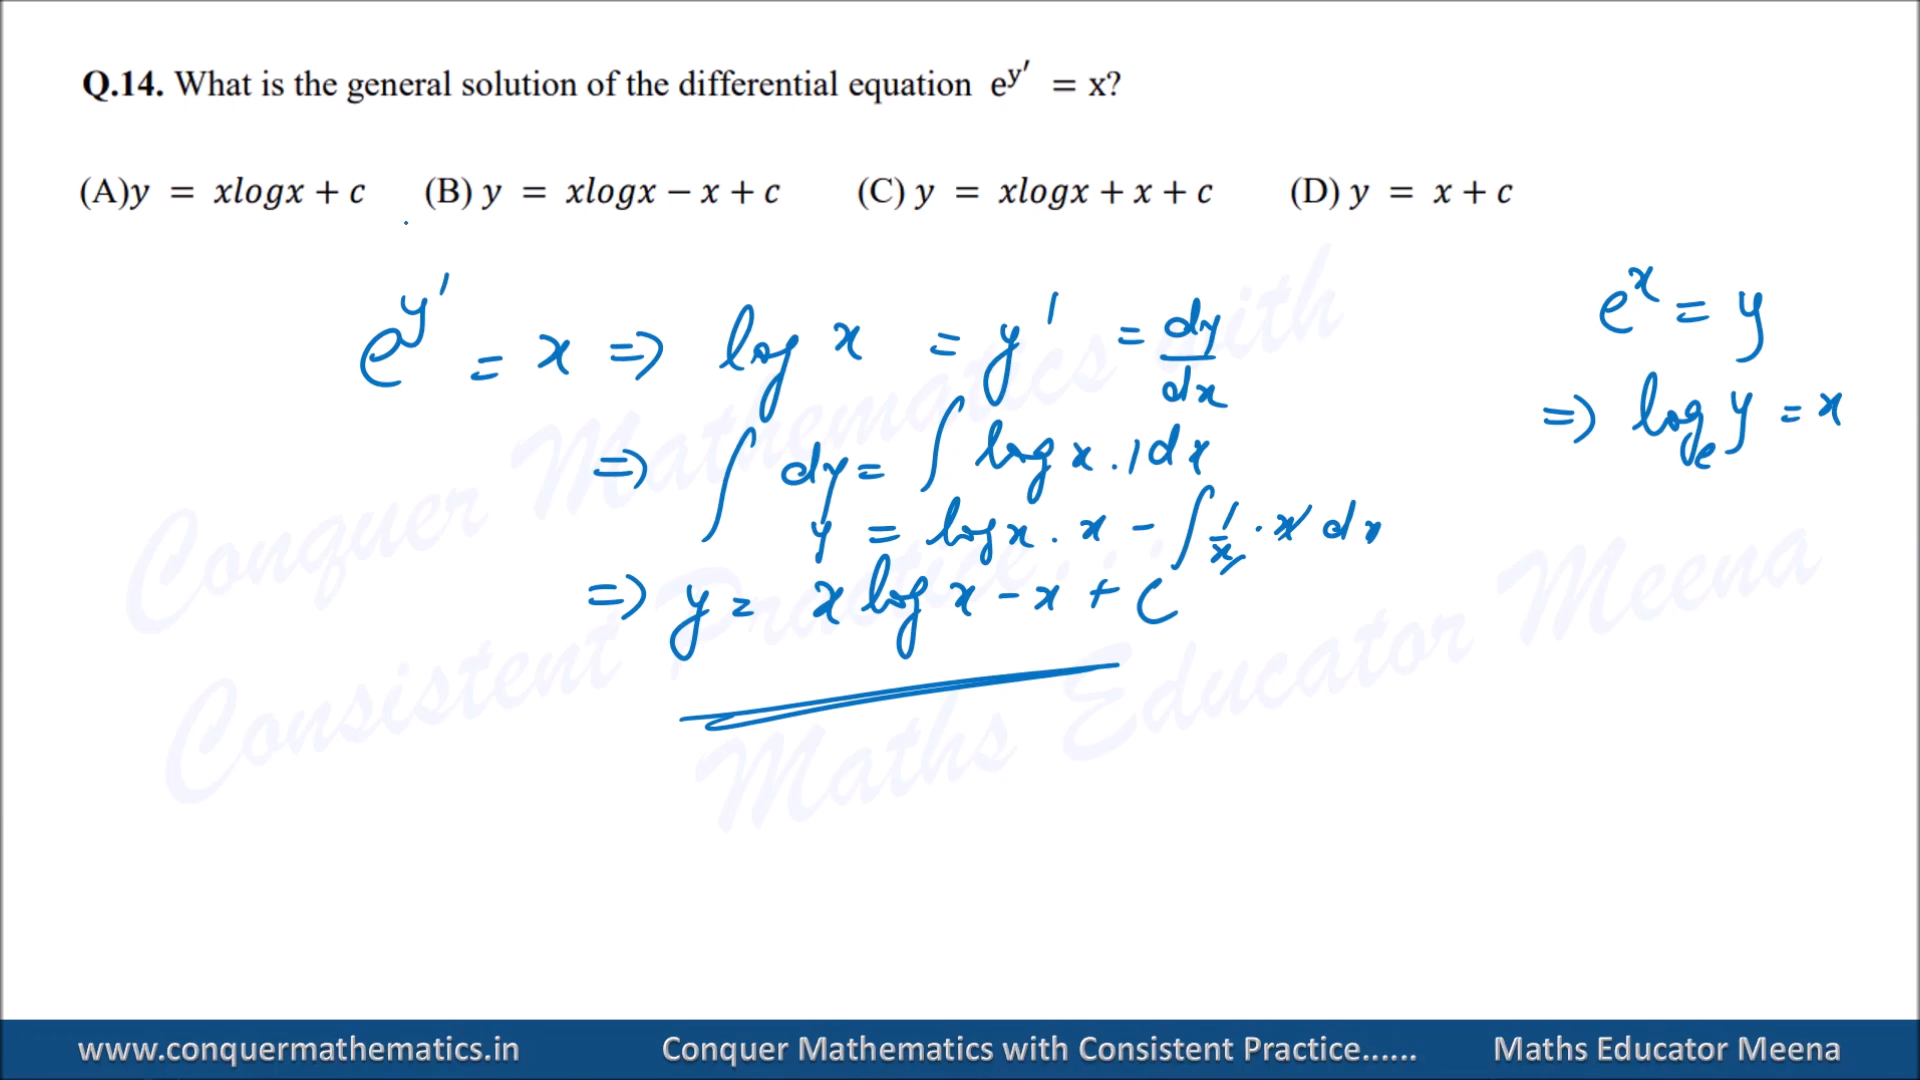 Q.14. What is the general solution of the differential equation e^y′ = x?
(A)y = xlogx + c (B) y = xlogx − x + c (C) y = xlogx + x + c (D) y = x + c
e^y' = x ⇒ log x = y' = dy/dx
e^x = y
⇒ log_e y = x
⇒ ∫ dy = ∫ log x . 1 dx
y = log x . x - ∫ 1/x . x dx
⇒ y = x log x - x + c
Conquer Mathematics with
Consistent Practice......
Maths Educator Meena
www.conquermathematics.in Conquer Mathematics with Consistent Practice...... Maths Educator Meena